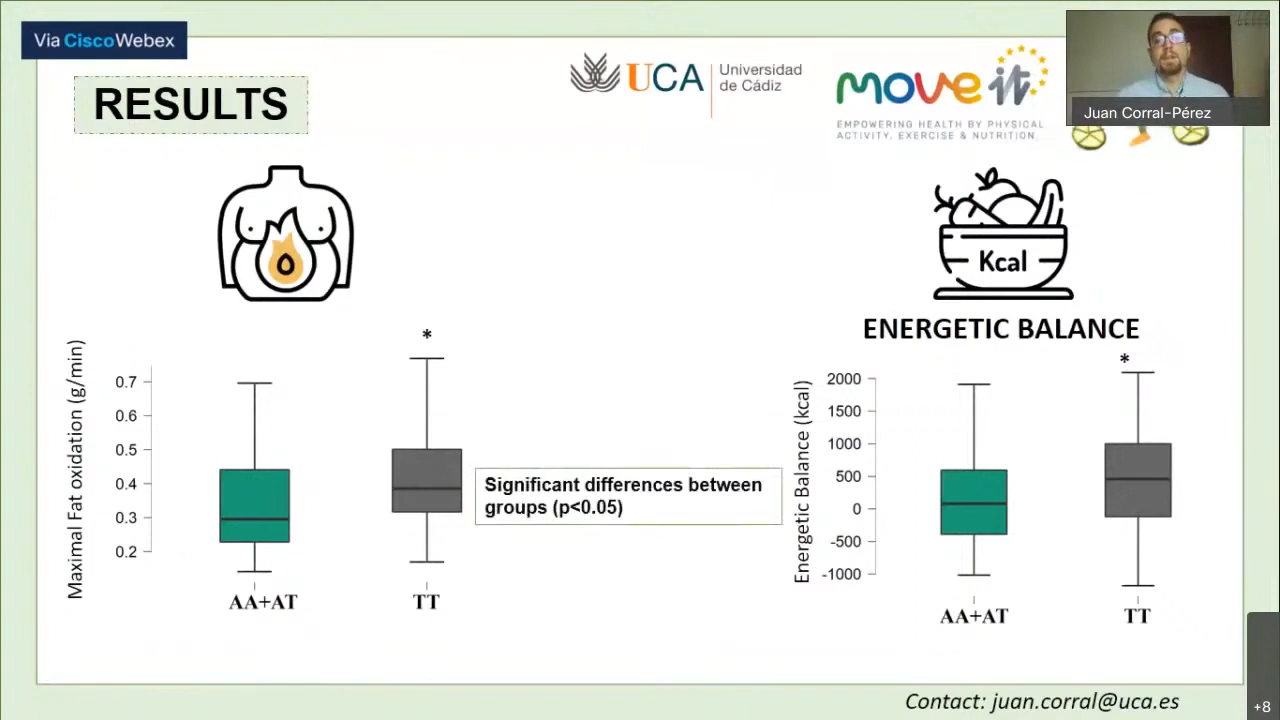 Via CiscoWebex
RESULTS
UCA
Universidad
de Cádiz
move it
EMPOWERING HEALTH BY PHYSICAL
ACTIVITY, EXERCISE & NUTRITION.
Juan Corral-Pérez
Kcal
ENERGETIC BALANCE
Maximal Fat oxidation (g/min)
0.7
0.6
0.5
0.4
0.3
0.2
*
AA+AT
TT
Significant differences between
groups (p<0.05)
Energetic Balance (kcal)
2000
1500
1000
500
0
-500
-1000
*
AA+AT
TT
Contact: juan.corral@uca.es
+8